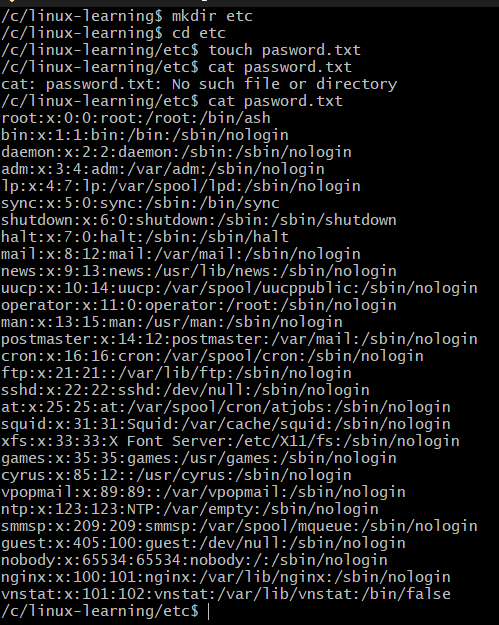 /c/linux-learning$ mkdir etc
/c/linux-learning$ cd etc
/c/linux-learning/etc$ touch pasword.txt
/c/linux-learning/etc$ cat password.txt
cat: password.txt: No such file or directory
/c/linux-learning/etc$ cat pasword.txt
root:x:0:0:root:/root:/bin/ash
bin:x:1:1:bin:/bin:/sbin/nologin
daemon:x:2:2:daemon:/sbin:/sbin/nologin
adm:x:3:4:adm:/var/adm:/sbin/nologin
lp:x:4:7:lp:/var/spool/lpd:/sbin/nologin
sync:x:5:0:sync:/sbin:/bin/sync
shutdown:x:6:0:shutdown:/sbin:/sbin/shutdown
halt:x:7:0:halt:/sbin:/sbin/halt
mail:x:8:12:mail:/var/mail:/sbin/nologin
news:x:9:13:news:/usr/lib/news:/sbin/nologin
uucp:x:10:14:uucp:/var/spool/uucppublic:/sbin/nologin
operator:x:11:0:operator:/root:/sbin/nologin
man:x:13:15:man:/usr/man:/sbin/nologin
postmaster:x:14:12:postmaster:/var/mail:/sbin/nologin
cron:x:16:16:cron:/var/spool/cron:/sbin/nologin
ftp:x:21:21::/var/lib/ftp:/sbin/nologin
sshd:x:22:22:sshd:/dev/null:/sbin/nologin
at:x:25:25:at:/var/spool/cron/atjobs:/sbin/nologin
squid:x:31:31:Squid:/var/cache/squid:/sbin/nologin
xfs:x:33:33:X Font Server:/etc/X11/fs:/sbin/nologin
games:x:35:35:games:/usr/games:/sbin/nologin
cyrus:x:85:12::/usr/cyrus:/sbin/nologin
vpopmail:x:89:89::/var/vpopmail:/sbin/nologin
ntp:x:123:123:NTP:/var/empty:/sbin/nologin
smmsp:x:209:209:smmsp:/var/spool/mqueue:/sbin/nologin
guest:x:405:100:guest:/dev/null:/sbin/nologin
nobody:x:65534:65534:nobody:/:/sbin/nologin
nginx:x:100:101:nginx:/var/lib/nginx:/sbin/nologin
vnstat:x:101:102:vnstat:/var/lib/vnstat:/bin/false
/c/linux-learning/etc$